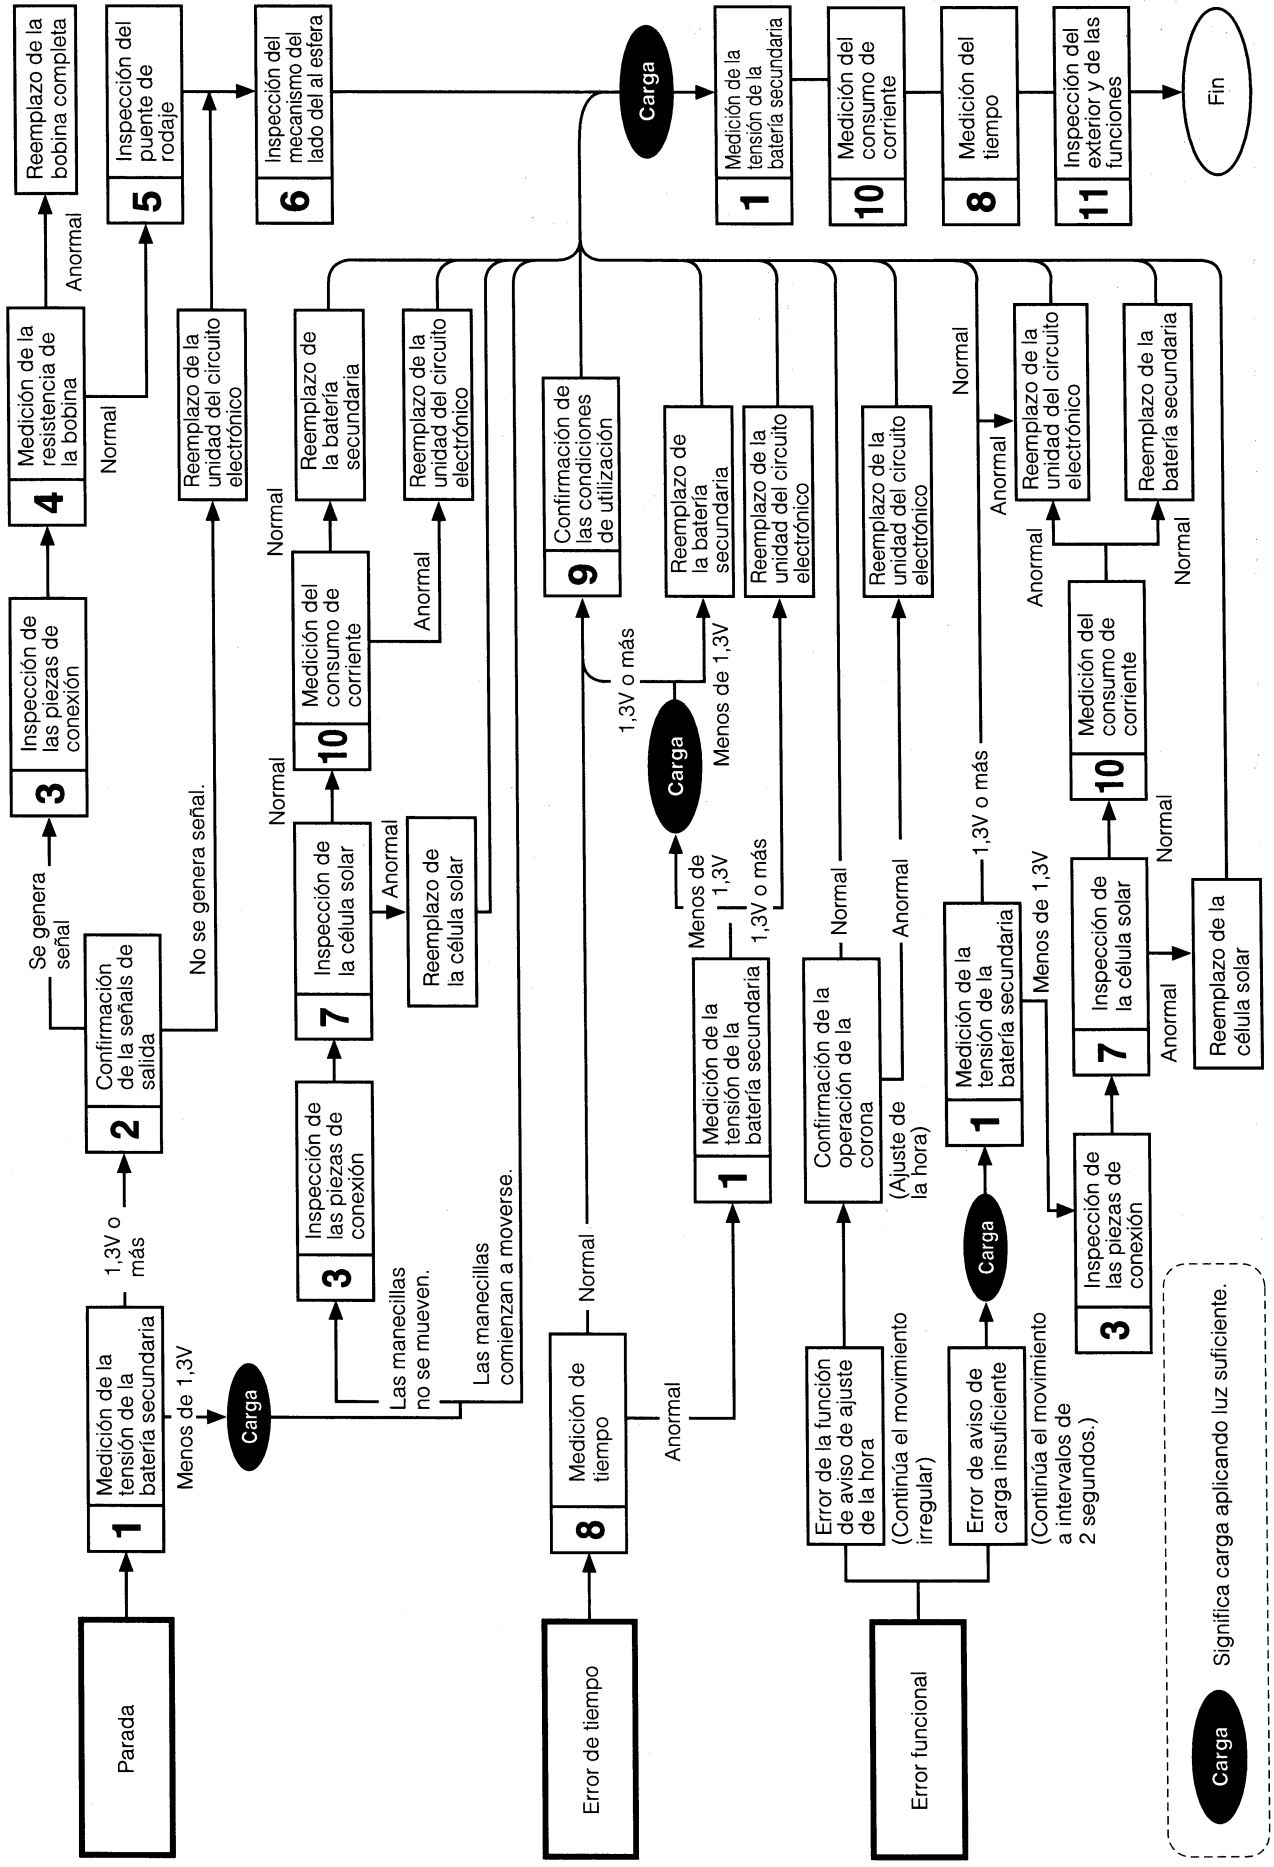 Parada
1
Medición de la
tensión de la
batería secundaria
1,3V o
más
Menos de 1,3V
Carga
2
Confirmación
de la señals de
salida
Se genera
señal
No se genera señal.
3
Inspección de
las piezas de
conexión
4
Medición de la
resistencia de
la bobina
Anormal
Normal
Reemplazo de la
bobina completa
5
Inspección del
puente de
rodaje
Reemplazo de la
unidad del circuito
electrónico
6
Inspección del
mecanismo del
lado del al esfera
Las manecillas
no se mueven.
Las manecillas
comienzan a moverse.
3
Inspección de
las piezas de
conexión
7
Inspección de
la célula solar
Normal
Anormal
Reemplazo de
la célula solar
10
Medición del
consumo de
corriente
Normal
Anormal
Reemplazo de
la batería
secundaria
Reemplazo de la
unidad del circuito
electrónico
Error de tiempo
8
Medición de
tiempo
Normal
Anormal
1
Medición de la
tensión de la
batería secundaria
Menos de
1,3V
1,3V o más
Carga
1,3V o más
Menos de 1,3V
9
Confirmación de
las condiciones
de utilización
Reemplazo de
la batería
secundaria
Reemplazo de la
unidad del circuito
electrónico
Error funcional
Error de la función
de aviso de ajuste
de la hora
(Continúa el movimiento
irregular)
Confirmación de la
operación de la
corona
(Ajuste de
la hora)
Normal
Anormal
Reemplazo de la
unidad del circuito
electrónico
Error de aviso de
carga insuficiente
(Continúa el movimiento
a intervalos de
2 segundos.)
Carga
1
Medición de la
tensión de la
batería secundaria
1,3V o más
Menos de 1,3V
Normal
Anormal
3
Inspección de
las piezas de
conexión
7
Inspección de
la célula solar
Normal
Anormal
Reemplazo de la
célula solar
10
Medición del
consumo de
corriente
Anormal
Normal
Reemplazo de la
unidad del circuito
electrónico
Reemplazo de la
batería secundaria
Carga
1
Medición de la
tensión de la
batería secundaria
10
Medición del
consumo de
corriente
8
Medición del
tiempo
11
Inspección del
exterior y de las
funciones
Fin
Carga
Significa carga aplicando luz suficiente.